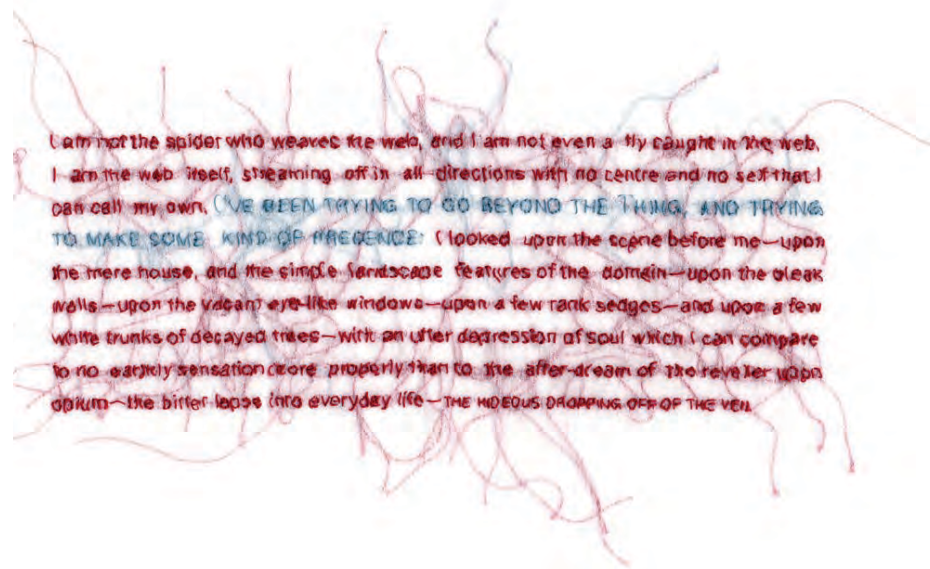 I am not the spider who weaves the web, and I am not even a fly caught in the web.
I am the web itself, streaming off in all directions with no centre and no self that I
can call my own. I'VE BEEN TRYING TO GO BEYOND THE THING, AND TRYING
TO MAKE SOME KIND OF PRESENCE: I looked upon the scene before me—upon
the mere house, and the simple landscape features of the domain—upon the bleak
walls—upon the vacant eye-like windows—upon a few rank sedges—and upon a few
white trunks of decayed trees—with an utter depression of soul which I can compare
to no earthly sensation more properly than to the after-dream of the reveller upon
opium—the bitter lapse into everyday life—THE HIDEOUS DROPPING OFF OF THE VEIL